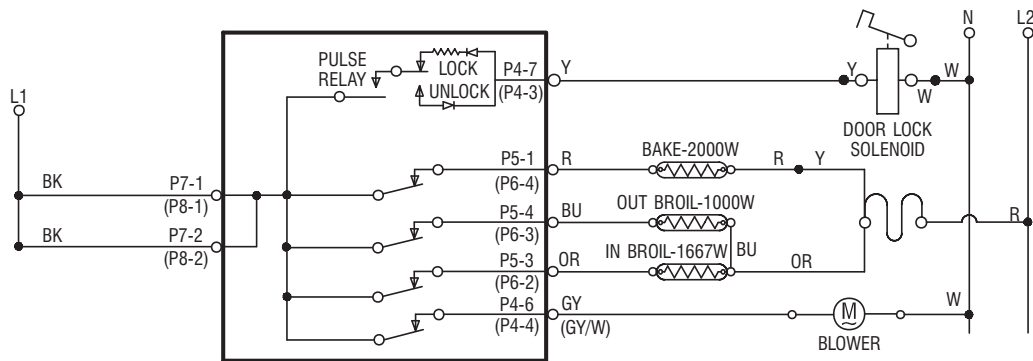 N
L2
PULSE
RELAY
LOCK
UNLOCK
P4-7
(P4-3)
Y
Y
W
W
L1
DOOR LOCK
SOLENOID
BK
P7-1
(P8-1)
P5-1
(P6-4)
R
BAKE-2000W
R
Y
BK
P7-2
(P8-2)
P5-4
(P6-3)
BU
OUT BROIL-1000W
R
P5-3
(P6-2)
OR
IN BROIL-1667W
BU
OR
P4-6
(P4-4)
GY
(GY/W)
M
BLOWER
W